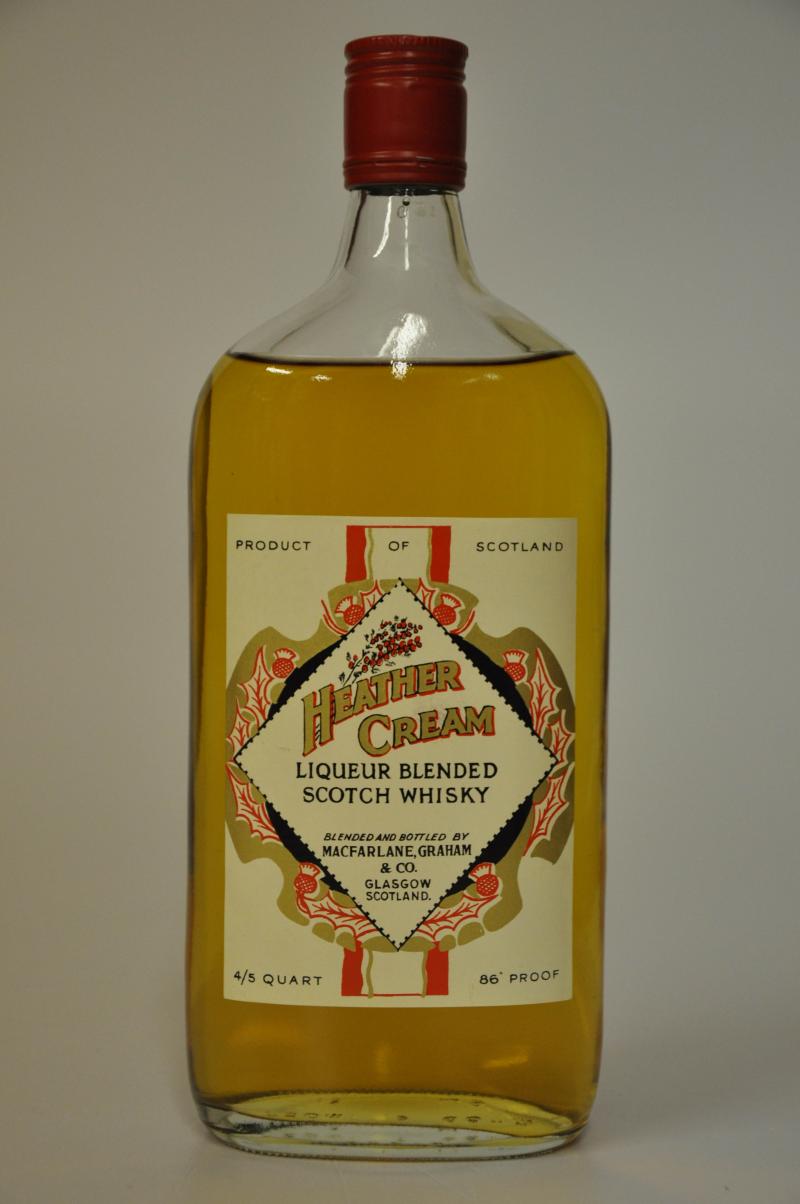 PRODUCT OF SCOTLAND
HEATHER
CREAM
LIQUEUR BLENDED
SCOTCH WHISKY
BLENDED AND BOTTLED BY
MACFARLANE, GRAHAM
& CO.
GLASGOW
SCOTLAND.
4/5 QUART 86° PROOF